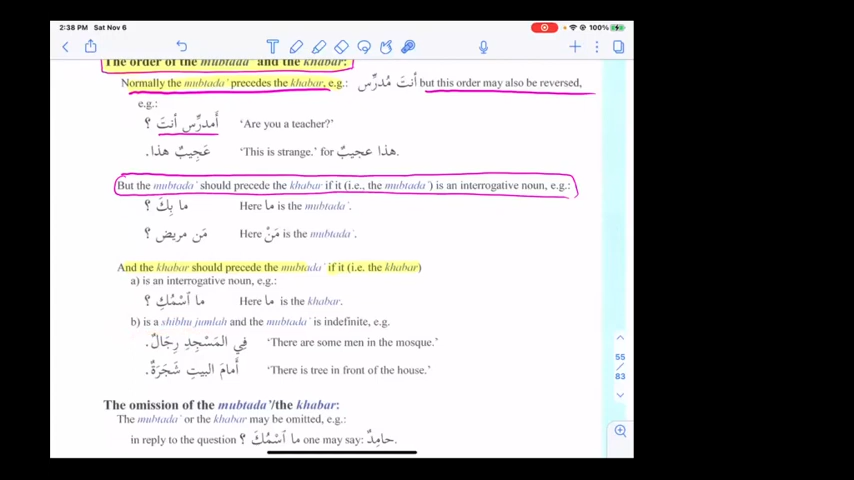 2:38 PM Sat Nov 6
100%
The order of the mubtada' and the khabar:
Normally the mubtada' precedes the khabar, e.g.: أنتَ مُدرِّس but this order may also be reversed,
e.g.:
أَمدرِّس أنتَ ؟ 'Are you a teacher?'
عَجِيبٌ هذا. 'This is strange.' for هذا عجيبٌ.
But the mubtada' should precede the khabar if it (i.e., the mubtada') is an interrogative noun, e.g.:
ما بِكَ ؟ Here ما is the mubtada'.
مَن مريض ؟ Here مَنْ is the mubtada'.
And the khabar should precede the mubtada' if it (i.e. the khabar)
a) is an interrogative noun, e.g.:
ما ٱسْمُكِ ؟ Here ما is the khabar.
b) is a shibhu jumlah and the mubtada' is indefinite, e.g.
فِي المَسْجِدِ رِجَالٌ. 'There are some men in the mosque.'
أَمامَ البيتِ شَجَرَةٌ. 'There is tree in front of the house.'
55
/
83
The omission of the mubtada'/the khabar:
The mubtada' or the khabar may be omitted, e.g.:
in reply to the question ما ٱسْمُكَ ؟ one may say: حامِدٌ.